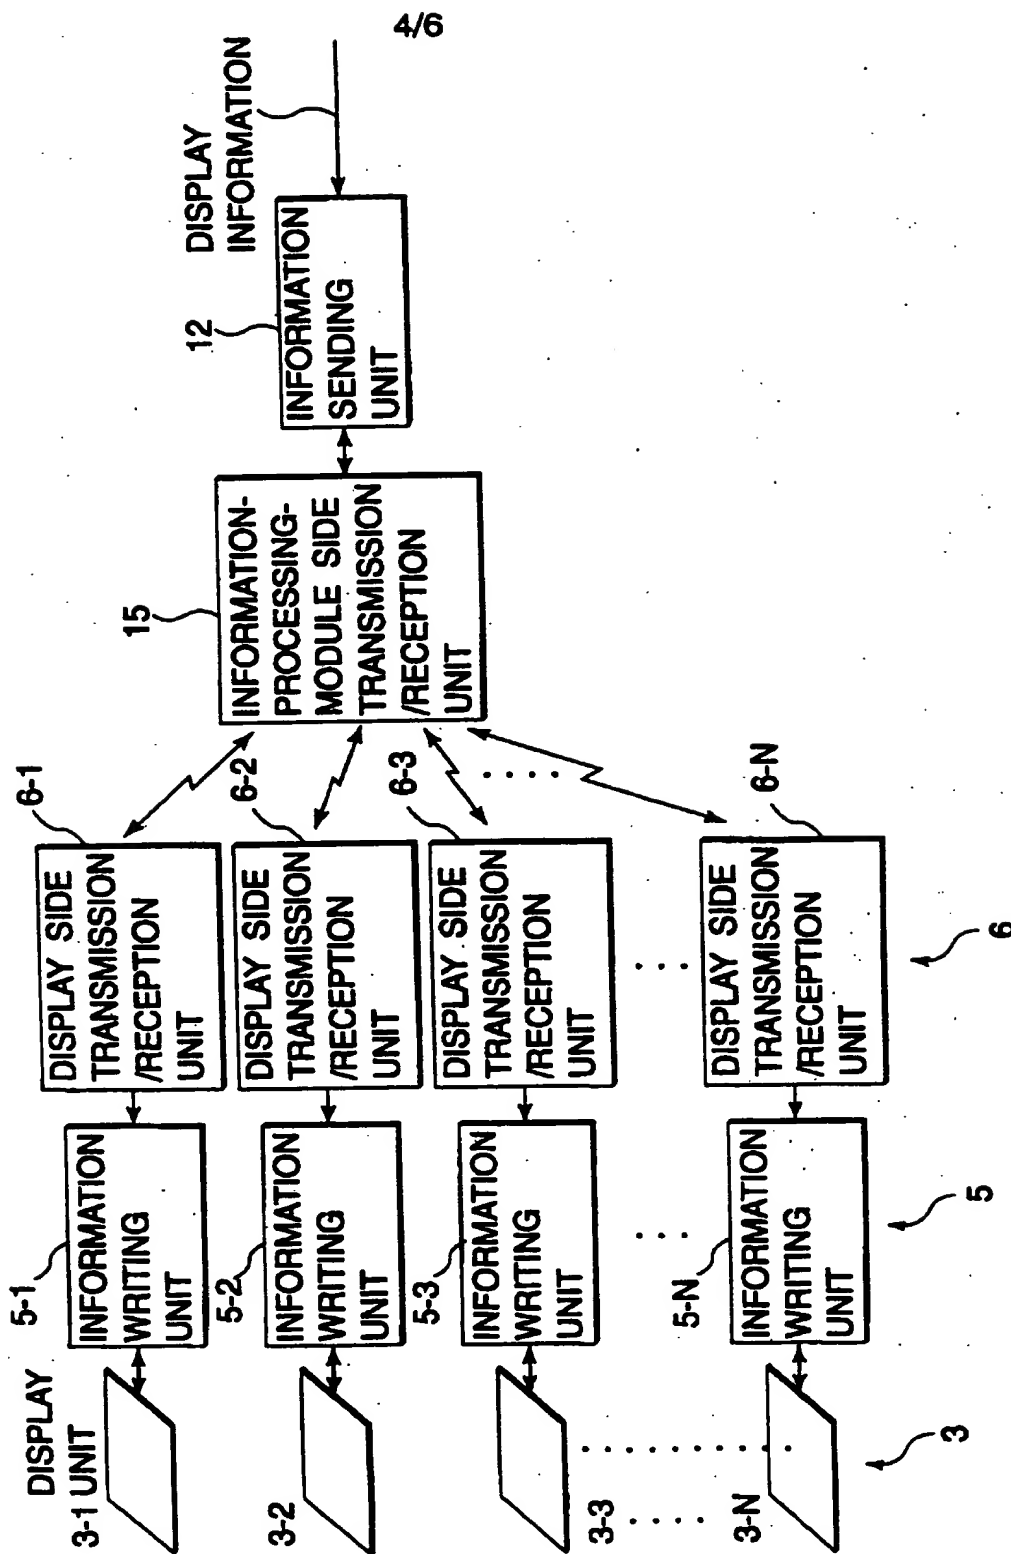 4/6
DISPLAY
INFORMATION
12
INFORMATION
SENDING
UNIT
15
INFORMATION-
PROCESSING-
MODULE SIDE
TRANSMISSION
/RECEPTION
UNIT
6-1
DISPLAY SIDE
TRANSMISSION
/RECEPTION
UNIT
6-2
DISPLAY SIDE
TRANSMISSION
/RECEPTION
UNIT
6-3
DISPLAY SIDE
TRANSMISSION
/RECEPTION
UNIT
6-N
DISPLAY SIDE
TRANSMISSION
/RECEPTION
UNIT
6
5-1
INFORMATION
WRITING
UNIT
5-2
INFORMATION
WRITING
UNIT
5-3
INFORMATION
WRITING
UNIT
5-N
INFORMATION
WRITING
UNIT
5
DISPLAY
UNIT
3-1
3-2
3-3
3-N
3